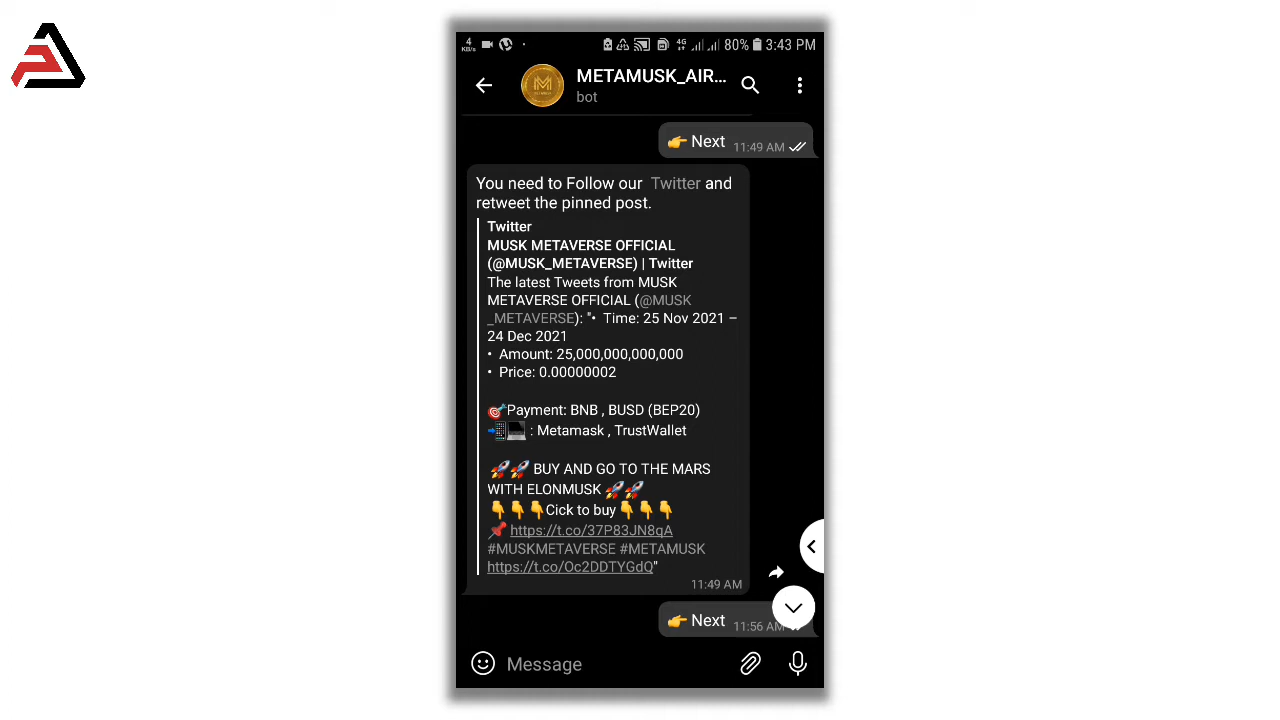 4
KB/s
4G
80%
3:43 PM
METAMUSK_AIR...
bot
👉 Next 11:49 AM
You need to Follow our Twitter and
retweet the pinned post.
Twitter
MUSK METAVERSE OFFICIAL
(@MUSK_METAVERSE) | Twitter
The latest Tweets from MUSK
METAVERSE OFFICIAL (@MUSK
_METAVERSE): "• Time: 25 Nov 2021 –
24 Dec 2021
• Amount: 25,000,000,000,000
• Price: 0.00000002
🎯Payment: BNB , BUSD (BEP20)
📲💻 : Metamask , TrustWallet
🚀🚀 BUY AND GO TO THE MARS
WITH ELONMUSK 🚀🚀
👇👇👇Cick to buy👇👇👇
📌 https://t.co/37P83JN8qA
#MUSKMETAVERSE #METAMUSK
https://t.co/Oc2DDTYGdQ"
11:49 AM
👉 Next 11:56 AM
Message